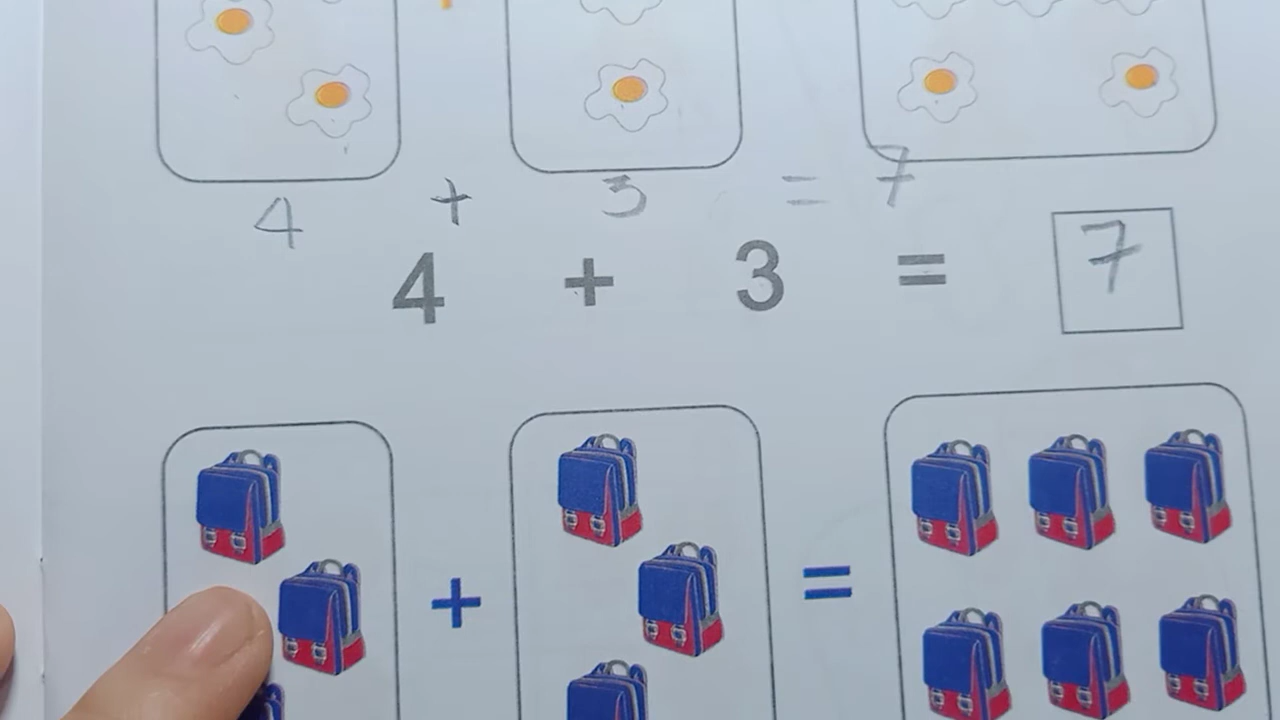 4 + 3 = 7
4 + 3 = 7
+ =